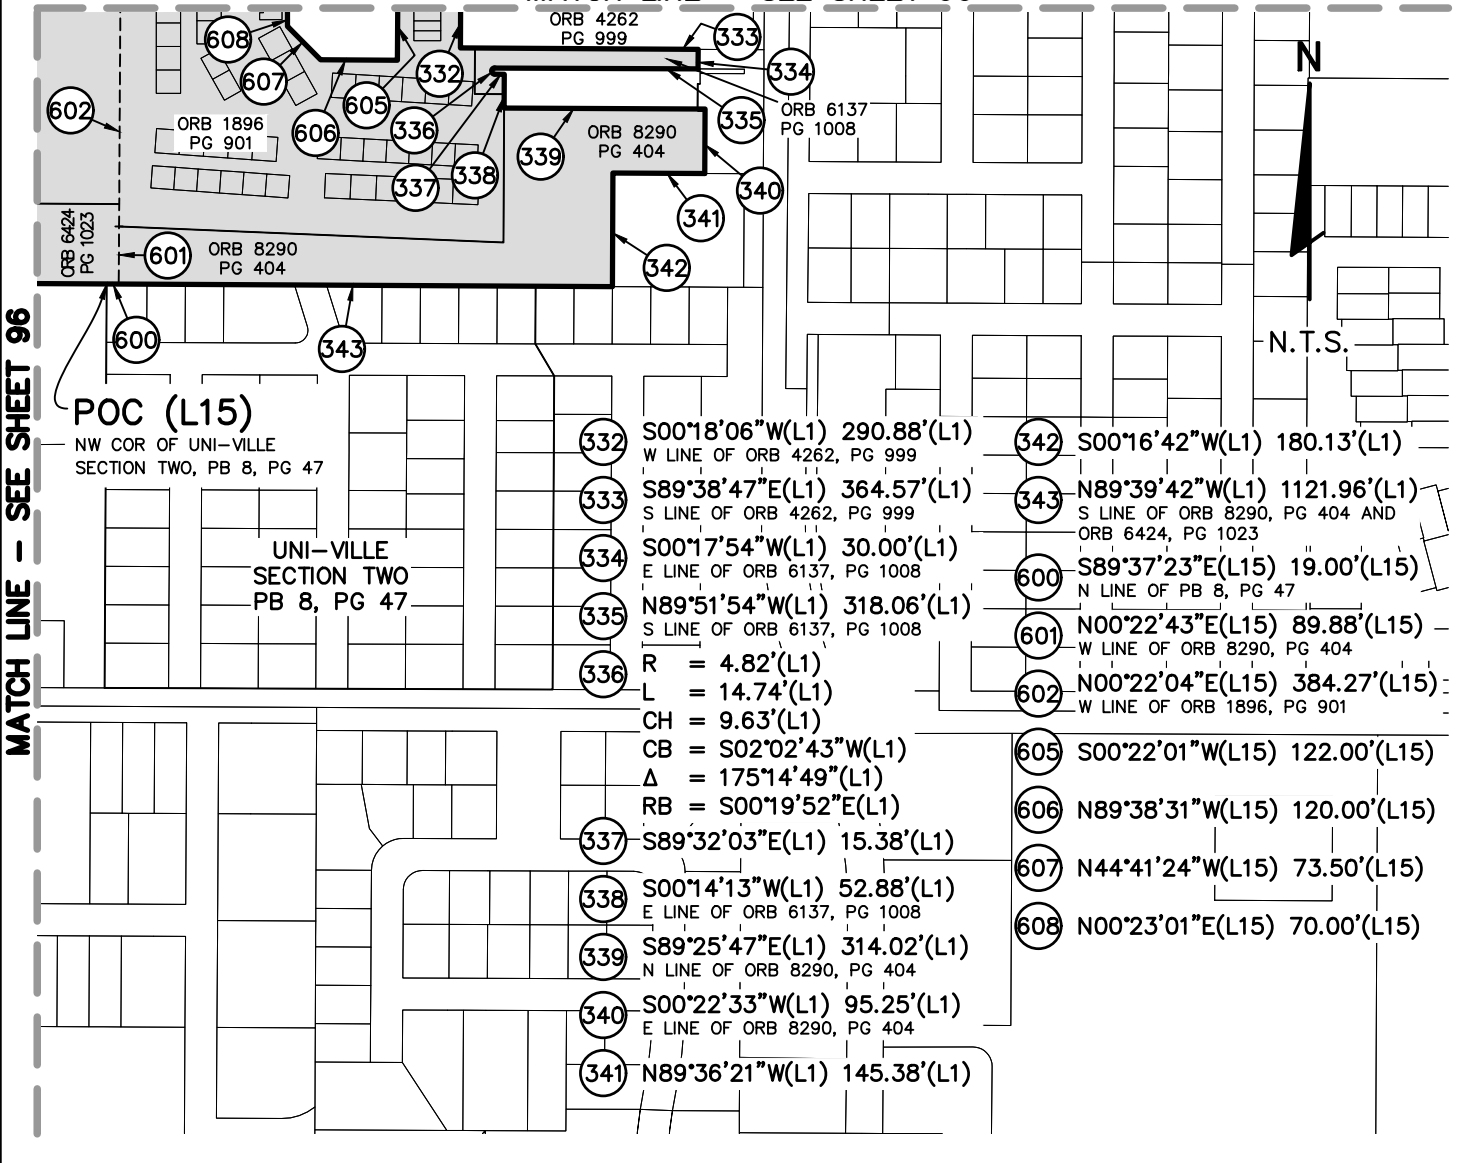 608
607
602
606
605
332
336
337
338
339
333
334
335
340
341
342
601
600
343
ORB 4262
PG 999
ORB 6137
PG 1008
ORB 1896
PG 901
ORB 8290
PG 404
ORB 6424
PG 1023
ORB 8290
PG 404
N
N.T.S.
MATCH LINE – SEE SHEET 96
POC (L15)
NW COR OF UNI-VILLE
SECTION TWO, PB 8, PG 47
UNI-VILLE
SECTION TWO
PB 8, PG 47
332 S00°18'06"W(L1) 290.88'(L1)
W LINE OF ORB 4262, PG 999
333 S89°38'47"E(L1) 364.57'(L1)
S LINE OF ORB 4262, PG 999
334 S00°17'54"W(L1) 30.00'(L1)
E LINE OF ORB 6137, PG 1008
335 N89°51'54"W(L1) 318.06'(L1)
S LINE OF ORB 6137, PG 1008
336 R = 4.82'(L1)
L = 14.74'(L1)
CH = 9.63'(L1)
CB = S02°02'43"W(L1)
Δ = 175°14'49"(L1)
RB = S00°19'52"E(L1)
337 S89°32'03"E(L1) 15.38'(L1)
338 S00°14'13"W(L1) 52.88'(L1)
E LINE OF ORB 6137, PG 1008
339 S89°25'47"E(L1) 314.02'(L1)
N LINE OF ORB 8290, PG 404
340 S00°22'33"W(L1) 95.25'(L1)
E LINE OF ORB 8290, PG 404
341 N89°36'21"W(L1) 145.38'(L1)
342 S00°16'42"W(L1) 180.13'(L1)
343 N89°39'42"W(L1) 1121.96'(L1)
S LINE OF ORB 8290, PG 404 AND
ORB 6424, PG 1023
600 S89°37'23"E(L15) 19.00'(L15)
N LINE OF PB 8, PG 47
601 N00°22'43"E(L15) 89.88'(L15)
W LINE OF ORB 8290, PG 404
602 N00°22'04"E(L15) 384.27'(L15)
W LINE OF ORB 1896, PG 901
605 S00°22'01"W(L15) 122.00'(L15)
606 N89°38'31"W(L15) 120.00'(L15)
607 N44°41'24"W(L15) 73.50'(L15)
608 N00°23'01"E(L15) 70.00'(L15)